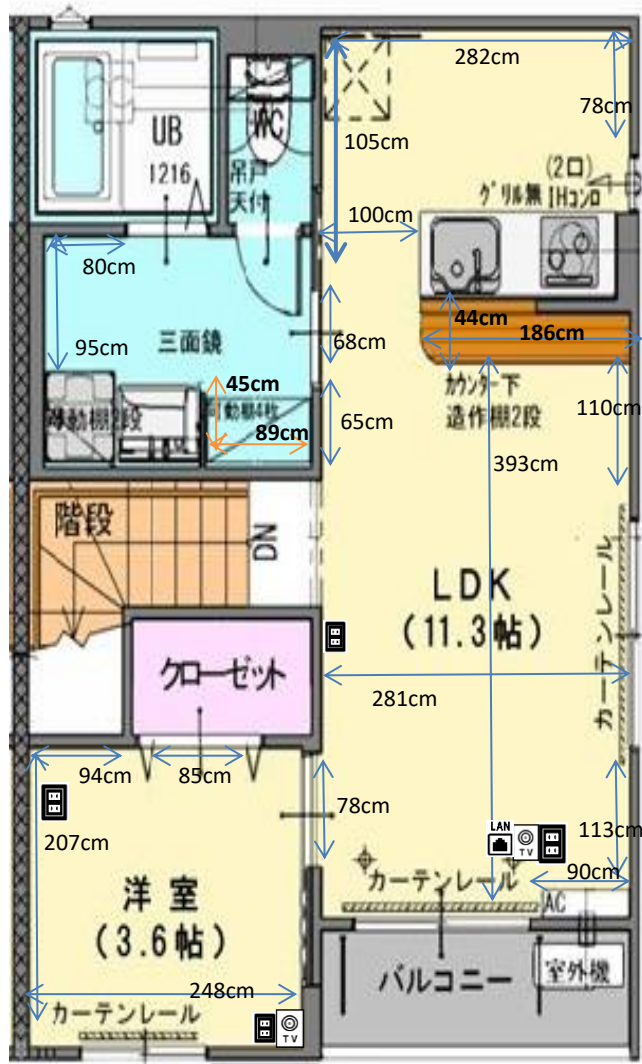 282cm
78cm
UB
1216
WC
吊戸
天付
105cm
(2口)
グリル無 IHコンロ
100cm
80cm
44cm
186cm
95cm
三面鏡
68cm
45cm
可動棚2段
可動棚4枚
89cm
65cm
カウンター下
造作棚2段
110cm
393cm
階段
DN
LDK
(11.3帖)
カーテンレール
クローゼット
281cm
94cm
85cm
78cm
113cm
207cm
LAN
TV
90cm
洋室
(3.6帖)
カーテンレール
AC
248cm
バルコニー
室外機
カーテンレール
TV